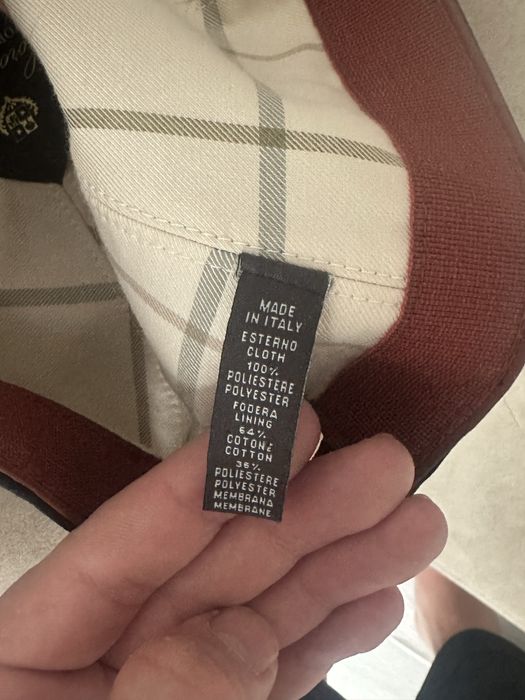 MADE
IN ITALY
ESTERNO
CLOTH
100%
POLIESTERE
POLYESTER
FODERA
LINING
64%
COTONE
COTTON
36%
POLIESTERE
POLYESTER
MEMBRANA
MEMBRANE